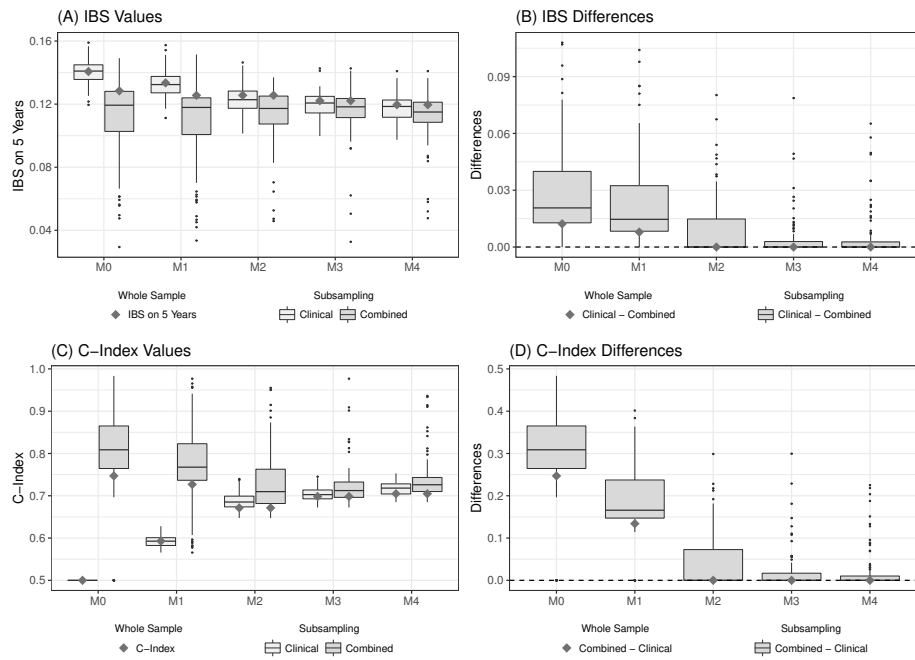 (A) IBS Values
0.16
0.12
0.08
0.04
IBS on 5 Years
M0 M1 M2 M3 M4
Whole Sample Subsampling
IBS on 5 Years Clinical Combined
(B) IBS Differences
0.09
0.06
0.03
0.00
Differences
M0 M1 M2 M3 M4
Whole Sample Subsampling
Clinical − Combined Clinical − Combined
(C) C−Index Values
1.0
0.9
0.8
0.7
0.6
0.5
C−Index
M0 M1 M2 M3 M4
Whole Sample Subsampling
C−Index Clinical Combined
(D) C−Index Differences
0.5
0.4
0.3
0.2
0.1
0.0
Differences
M0 M1 M2 M3 M4
Whole Sample Subsampling
Combined − Clinical Combined − Clinical